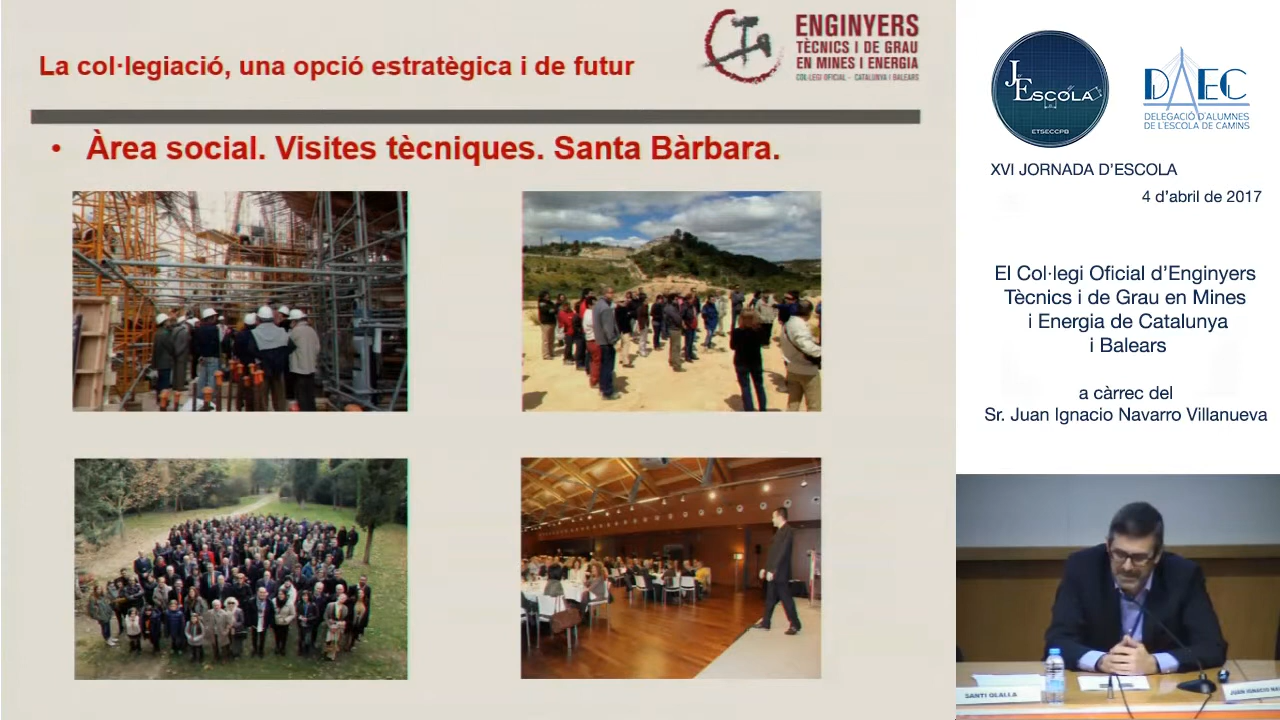 La col·legiació, una opció estratègica i de futur
ENGINYERS
TÈCNICS I DE GRAU
EN MINES I ENERGIA
COL·LEGI OFICIAL · CATALUNYA I BALEARS
• Àrea social. Visites tècniques. Santa Bàrbara.
J
ESCOLA
ETSECCPB
DAEC
DELEGACIÓ D'ALUMNES
DE L'ESCOLA DE CAMINS
XVI JORNADA D'ESCOLA
4 d'abril de 2017
El Col·legi Oficial d'Enginyers
Tècnics i de Grau en Mines
i Energia de Catalunya
i Balears
a càrrec del
Sr. Juan Ignacio Navarro Villanueva
SANTI OLALLA
JUAN IGNACIO